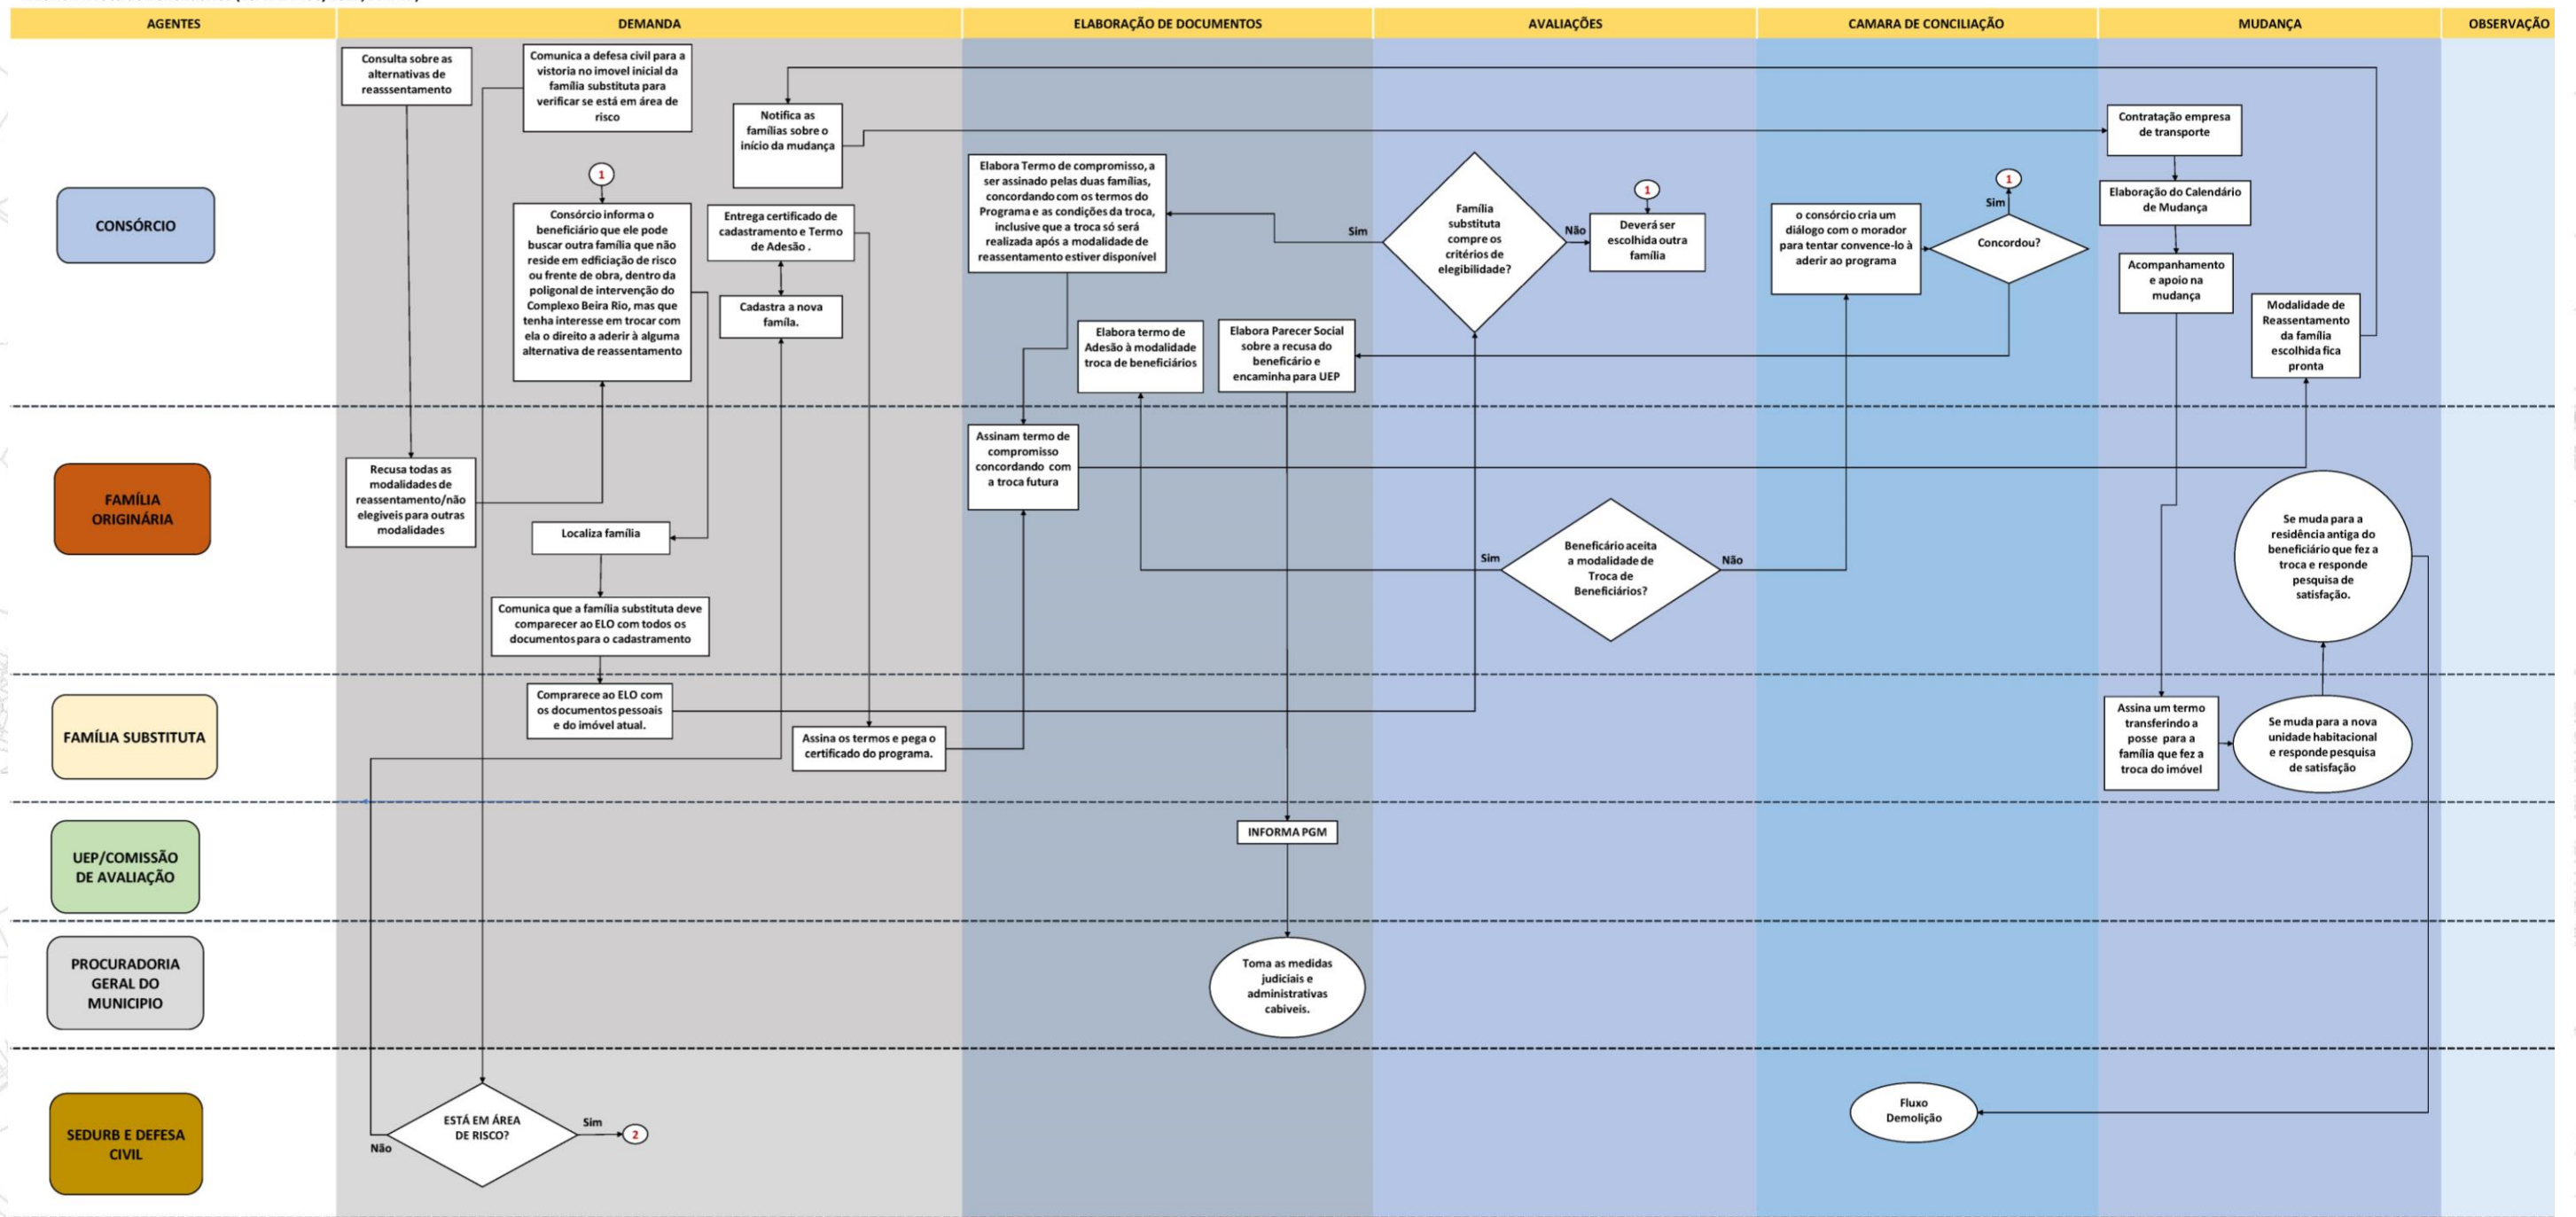 AGENTES
DEMANDA
ELABORAÇÃO DE DOCUMENTOS
AVALIAÇÕES
CAMARA DE CONCILIAÇÃO
MUDANÇA
OBSERVAÇÃO
CONSÓRCIO
Consulta sobre as
alternativas de
reasssentamento
Comunica a defesa civil para a
vistoria no imovel inicial da
família substituta para
verificar se está em área de
risco
Notifica as
famílias sobre o
início da mudança
1
Consórcio informa o
beneficiário que ele pode
buscar outra família que não
reside em edficiação de risco
ou frente de obra, dentro da
poligonal de intervenção do
Complexo Beira Rio, mas que
tenha interesse em trocar com
ela o direito a aderir à alguma
alternativa de reassentamento
Entrega certificado de
cadastramento e Termo
de Adesão .
Cadastra a nova
famíla.
Elabora Termo de compromisso, a
ser assinado pelas duas famílias,
concordando com os termos do
Programa e as condições da troca,
inclusive que a troca só será
realizada após a modalidade de
reassentamento estiver disponível
Elabora termo de
Adesão à modalidade
troca de beneficiários
Elabora Parecer Social
sobre a recusa do
beneficário e
encaminha para UEP
Sim
Família
substituta
compre os
critérios de
elegibilidade?
Não
1
Deverá ser
escolhida outra
família
o consórcio cria um
diálogo com o morador
para tentar convence-lo à
aderir ao programa
1
Sim
Concordou?
Contratação empresa
de transporte
Elaboração do Calendário
de Mudança
Acompanhamento
e apoio na
mudança
Modalidade de
Reassentamento
da família
escolhida fica
pronta
FAMÍLIA
ORIGINÁRIA
Recusa todas as
modalidades de
reassentamento/não
elegiveis para outras
modalidades
Localiza família
Comunica que a família substituta deve
comparecer ao ELO com todos os
documentos para o cadastramento
Assinam termo de
compromisso
concordando com
a troca futura
Sim
Beneficário aceita
a modalidade de
Troca de
Beneficiários?
Não
Se muda para a
residência antiga do
beneficiário que fez a
troca e responde
pesquisa de
satisfação.
FAMÍLIA SUBSTITUTA
Comprarece ao ELO com
os documentos pessoais
e do imóvel atual.
Assina os termos e pega o
certificado do programa.
Assina um termo
transferindo a
posse para a
família que fez a
troca do imóvel
Se muda para a nova
unidade habitacional
e responde pesquisa
de satisfação
UEP/COMISSÃO
DE AVALIAÇÃO
INFORMA PGM
PROCURADORIA
GERAL DO
MUNICIPIO
Toma as medidas
judiciais e
administrativas
cabiveis.
SEDURB E DEFESA
CIVIL
Não
ESTÁ EM ÁREA
DE RISCO?
Sim
2
Fluxo
Demolição